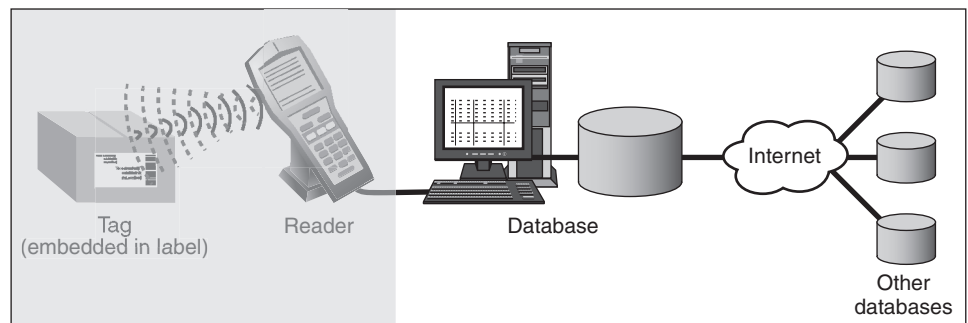 Tag
(embedded in label)
Reader
Database
Internet
Other
databases